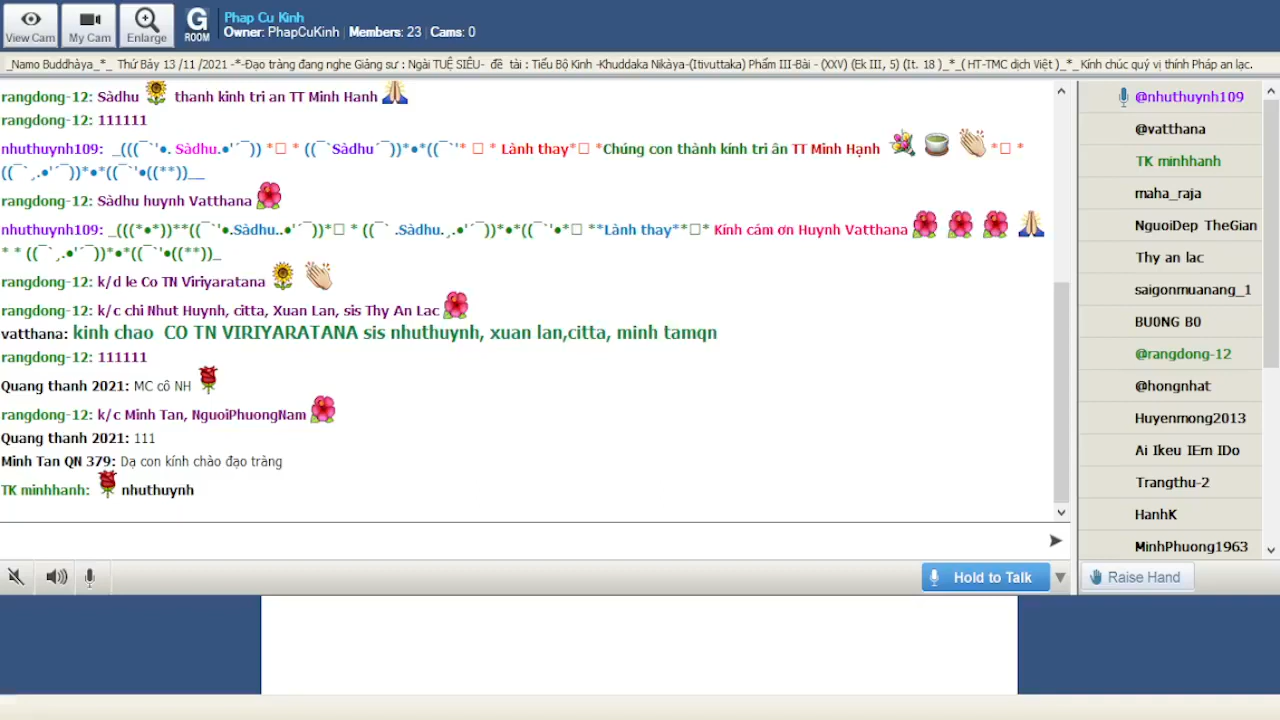 View Cam
My Cam
Enlarge
G
ROOM
Phap Cu Kinh
Owner: PhapCuKinh | Members: 23 | Cams: 0
_Namo Buddhàya_*_ Thứ Bảy 13 /11 /2021 -*-Đạo tràng đang nghe Giảng sư : Ngài TUỆ SIÊU- đề tài : Tiểu Bộ Kinh -Khuddaka Nikàya-(Itivuttaka) Phẩm III-Bài - (XXV) (Ek III, 5) (It. 18 )_*_( HT-TMC dịch Việt )_*_Kính chúc quý vị thính Pháp an lạc.
rangdong-12: Sàdhu thanh kinh tri an TT Minh Hanh
rangdong-12: 111111
nhuthuynh109: _(((¯`'•. Sàdhu.•'´¯)) *□ * ((¯`Sàdhu´¯))*•*((¯`'* □ * Lành thay*□ *Chúng con thành kính tri ân TT Minh Hạnh *□ *
((¯`¸.•'´¯))*•*((¯`'•((**))__
rangdong-12: Sàdhu huynh Vatthana
nhuthuynh109: _(((*•*))**((¯`'•.Sàdhu..•'´¯))*□ * ((¯` .Sàdhu.¸.•'´¯))*•*((¯`'•*□ **Lành thay**□* Kính cám ơn Huynh Vatthana
* * ((¯`¸.•'´¯))*•*((¯`'•((**))_
rangdong-12: k/d le Co TN Viriyaratana
rangdong-12: k/c chi Nhut Huynh, citta, Xuan Lan, sis Thy An Lac
vatthana: kinh chao CO TN VIRIYARATANA sis nhuthuynh, xuan lan,citta, minh tamqn
rangdong-12: 111111
Quang thanh 2021: MC cô NH
rangdong-12: k/c Minh Tan, NguoiPhuongNam
Quang thanh 2021: 111
Minh Tan QN 379: Dạ con kính chào đạo tràng
TK minhhanh: nhuthuynh
@nhuthuynh109
@vatthana
TK minhhanh
maha_raja
NguoiDep TheGian
Thy an lac
saigonmuanang_1
BU0NG B0
@rangdong-12
@hongnhat
Huyenmong2013
Ai Ikeu IEm IDo
Trangthu-2
HanhK
MinhPhuong1963
Hold to Talk
Raise Hand